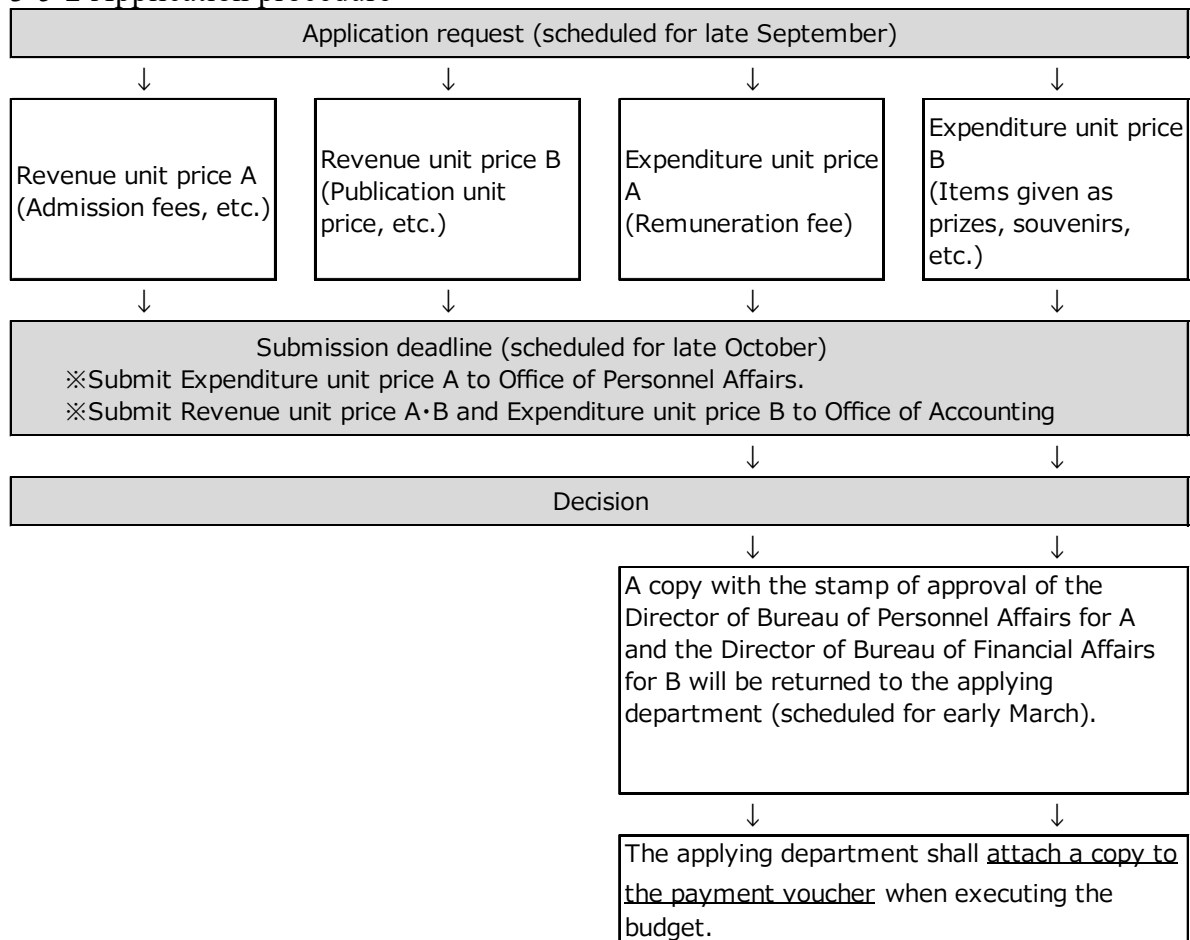 Application request (scheduled for late September)
↓ ↓ ↓ ↓
Revenue unit price A
(Admission fees, etc.)
Revenue unit price B
(Publication unit
price, etc.)
Expenditure unit price
A
(Remuneration fee)
Expenditure unit price
B
(Items given as
prizes, souvenirs,
etc.)
↓ ↓ ↓ ↓
Submission deadline (scheduled for late October)
※Submit Expenditure unit price A to Office of Personnel Affairs.
※Submit Revenue unit price A･B and Expenditure unit price B to Office of Accounting
↓ ↓
Decision
↓ ↓
A copy with the stamp of approval of the
Director of Bureau of Personnel Affairs for A
and the Director of Bureau of Financial Affairs
for B will be returned to the applying
department (scheduled for early March).
↓ ↓
The applying department shall attach a copy to
the payment voucher when executing the
budget.